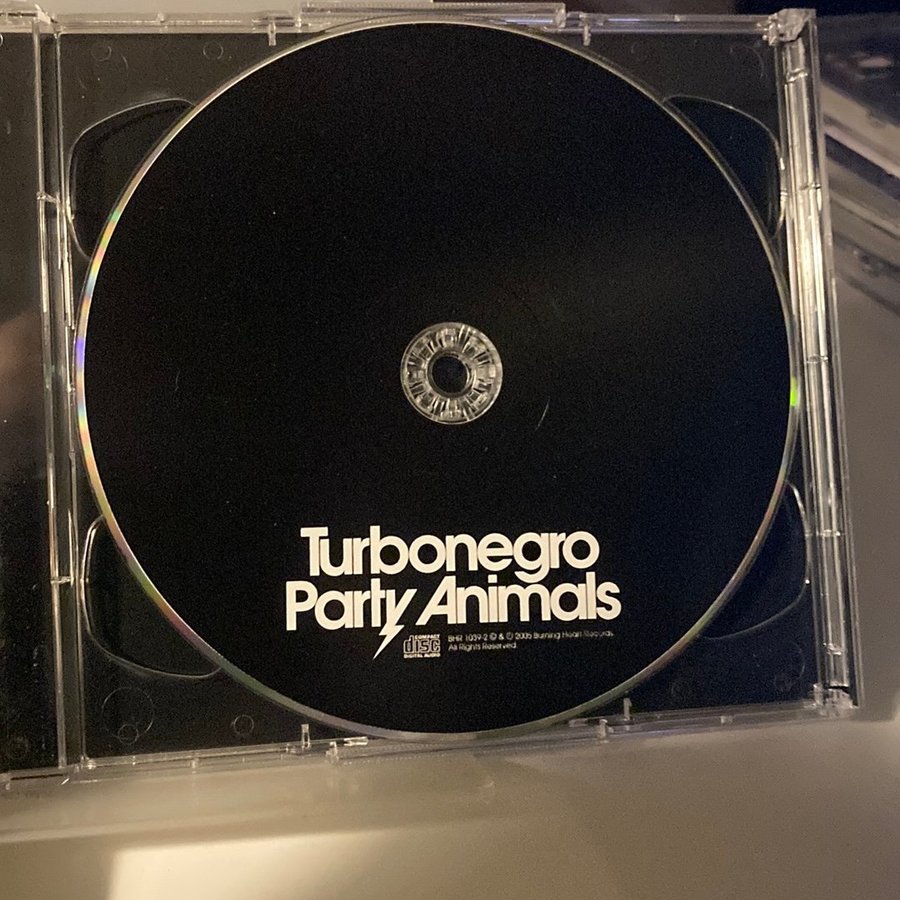 Turbonegro
Party Animals
COMPACT
disc
DIGITAL AUDIO
BHR 1039-2 Ⓒ & Ⓟ 2005 Burning Heart Records.
All Rights Reserved.